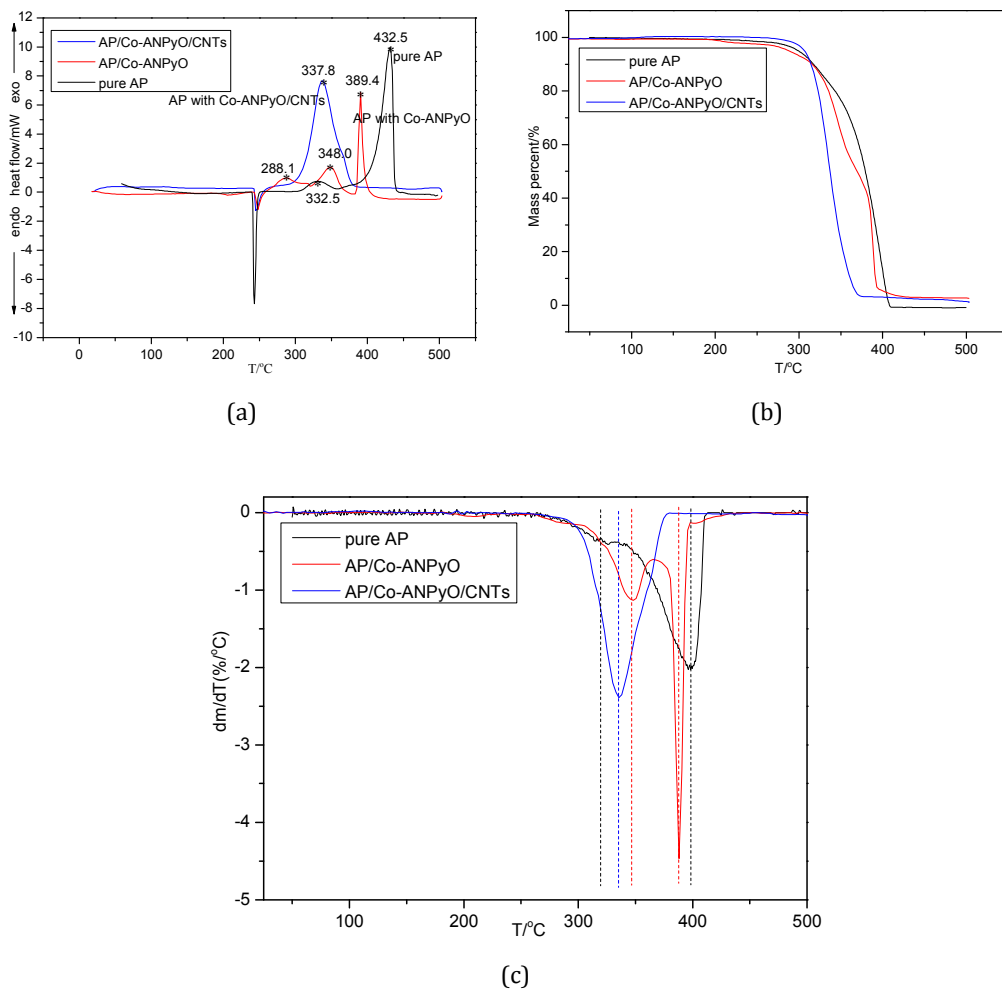 12
10
8
6
4
2
0
-2
-4
-6
-8
10
endo heat flow/mW exo
0
100
200
300
400
500
T/°C
AP/Co-ANPyO/CNTs
AP/Co-ANPyO
pure AP
432.5
pure AP
337.8
389.4
AP with Co-ANPyO/CNTs
AP with Co-ANPyO
288.1
348.0
332.5
(a)
100
80
60
40
20
0
Mass percent/%
0
100
200
300
400
500
T/°C
pure AP
AP/Co-ANPyO
AP/Co-ANPyO/CNTs
(b)
0
-1
-2
-3
-4
-5
dm/dT(%/°C)
100
200
300
400
500
T/°C
pure AP
AP/Co-ANPyO
AP/Co-ANPyO/CNTs
(c)